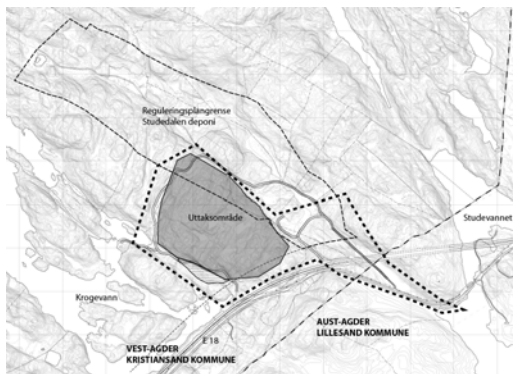 Reguleringsplangrense
Studedalen deponi
Uttaksområde
Studevannet
Krogevann
AUST-AGDER
LILLESAND KOMMUNE
E 18
VEST-AGDER
KRISTIANSAND KOMMUNE